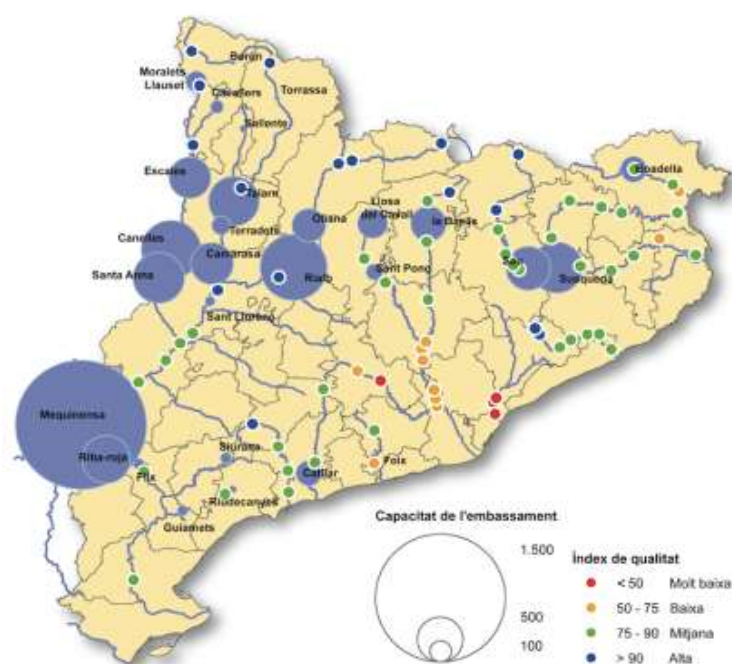 Boren
Moralets
Llauset
Cavallers
Torrassa
Sallente
Escales
Talarn
Boadella
Oliana
Llosa
del Cavall
la Baells
Terradets
Canelles
Camarasa
Santa Anna
Rialb
Sant Ponç
Sau
Susqueda
Sant Llorenç
Mequinensa
Riba-roja
Flix
Siurana
Catllar
Foix
Riudecanyes
Guiamets
Capacitat de l'embassament
1.500
500
100
Índex de qualitat
< 50 Molt baixa
50 - 75 Baixa
75 - 90 Mitjana
> 90 Alta